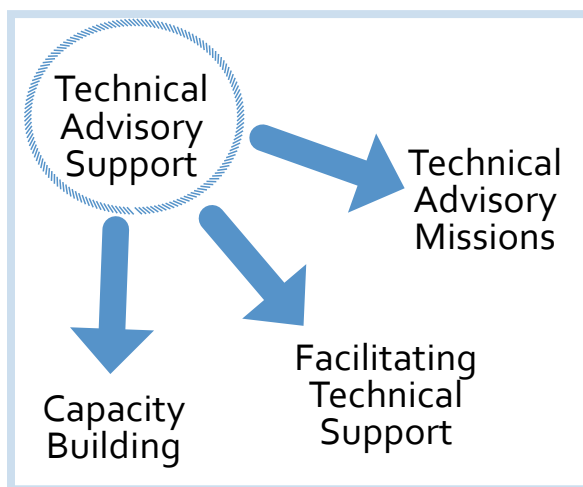 Technical
Advisory
Support
Technical
Advisory
Missions
Facilitating
Technical
Support
Capacity
Building